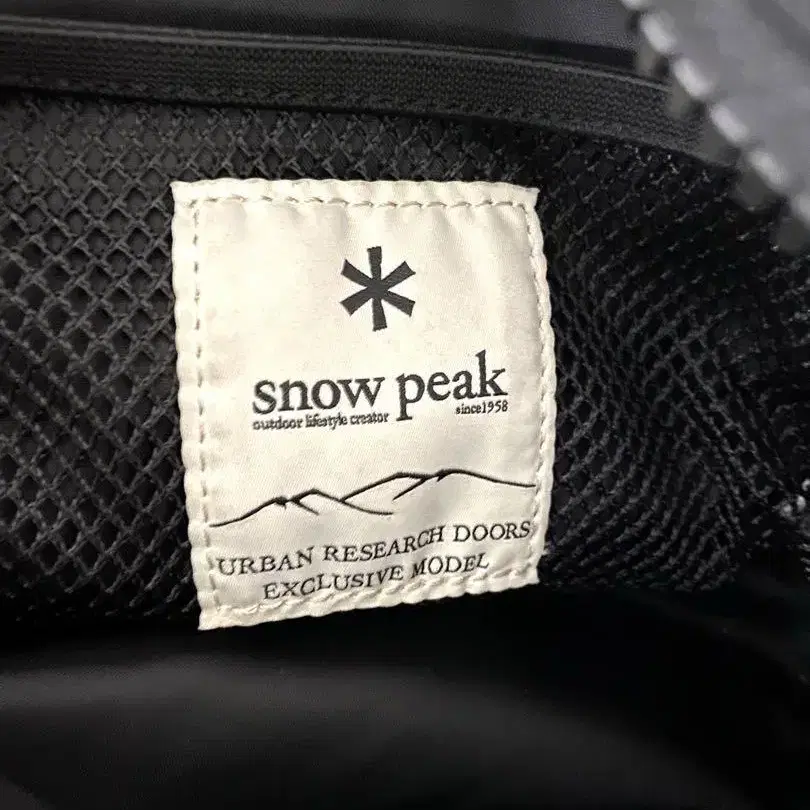 snow peak
outdoor lifestyle creator since1958
URBAN RESEARCH DOORS
EXCLUSIVE MODEL